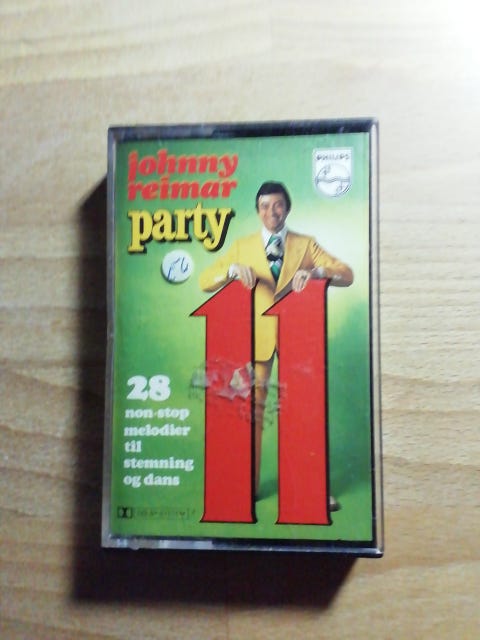 johnny
reimar
party
PHILIPS
11
28
non-stop
melodier
til
stemning
og dans